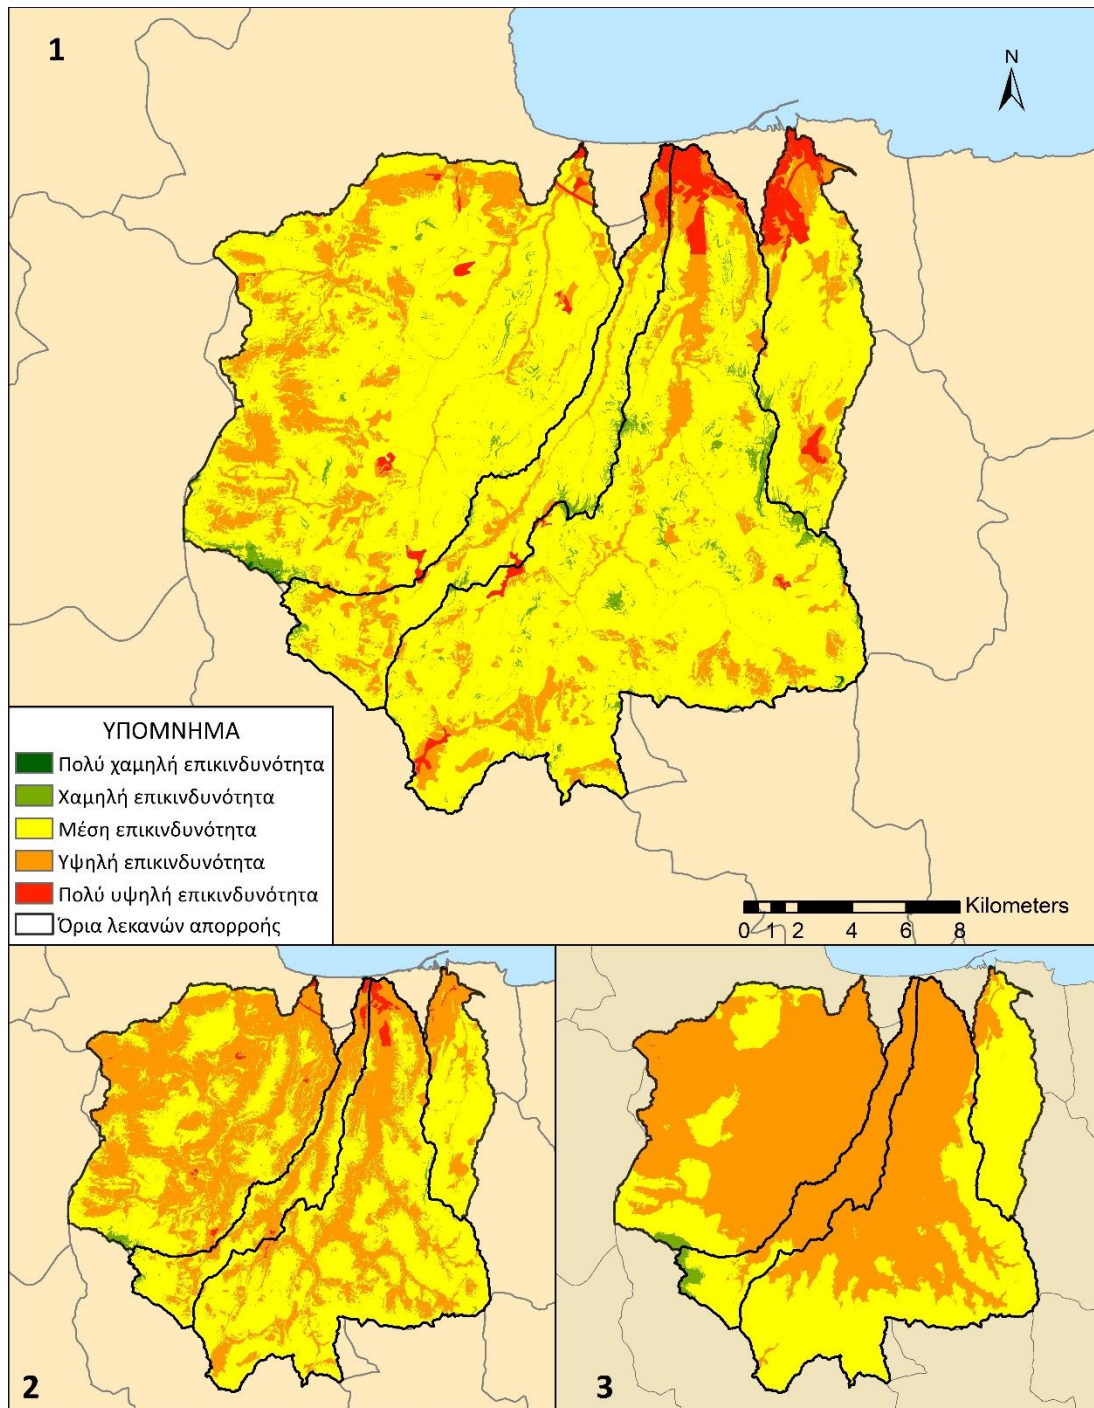 1
N
ΥΠΟΜΝΗΜΑ
Πολύ χαμηλή επικινδυνότητα
Χαμηλή επικινδυνότητα
Μέση επικινδυνότητα
Υψηλή επικινδυνότητα
Πολύ υψηλή επικινδυνότητα
Όρια λεκανών απορροής
Kilometers
0 1 2 4 6 8
2
3